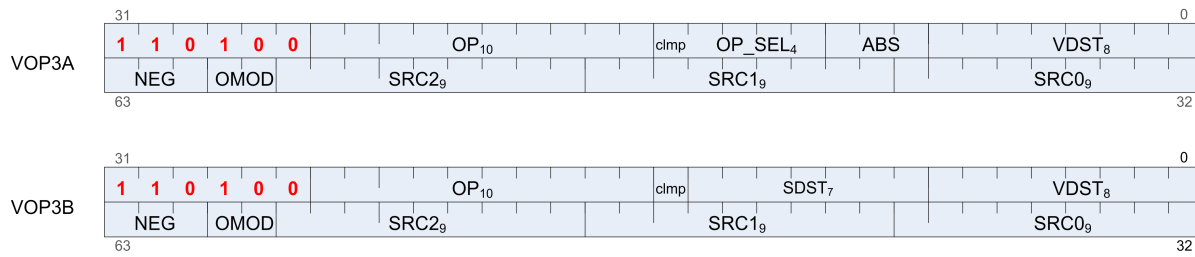 31 0
VOP3A 1 1 0 1 0 0 OP₁₀ clmp OP_SEL₄ ABS VDST₈
NEG OMOD SRC2₉ SRC1₉ SRC0₉
63 32
31 0
VOP3B 1 1 0 1 0 0 OP₁₀ clmp SDST₇ VDST₈
NEG OMOD SRC2₉ SRC1₉ SRC0₉
63 32